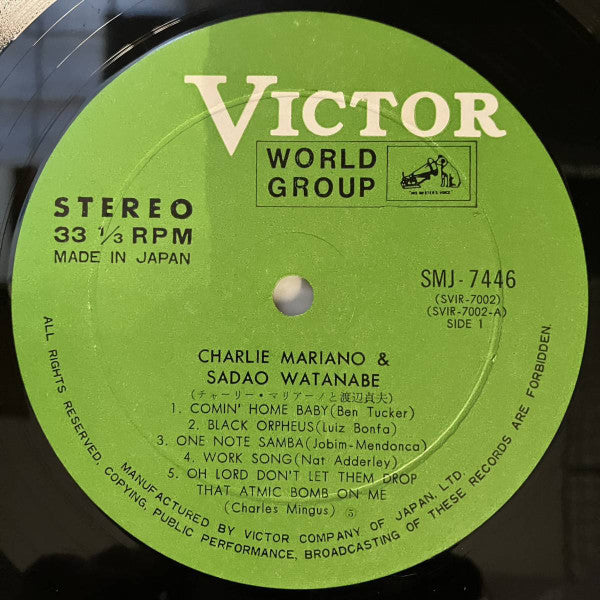 VICTOR
WORLD
GROUP
"HIS MASTER'S VOICE"
STEREO
33 1/3 RPM
MADE IN JAPAN
SMJ-7446
(SVIR-7002)
(SVIR-7002-A)
SIDE 1
CHARLIE MARIANO &
SADAO WATANABE
(チャーリー・マリアーノと渡辺貞夫)
1. COMIN' HOME BABY(Ben Tucker)
2. BLACK ORPHEUS(Luiz Bonfa)
3. ONE NOTE SAMBA(Jobim-Mendonca)
4. WORK SONG(Nat Adderley)
5. OH LORD DON'T LET THEM DROP
THAT ATMIC BOMB ON ME
(Charles Mingus) ⑤
ALL RIGHTS RESERVED. COPYING, PUBLIC PERFORMANCE, BROADCASTING OF THESE RECORDS ARE FORBIDDEN.
MANUFACTURED BY VICTOR COMPANY OF JAPAN, LTD.